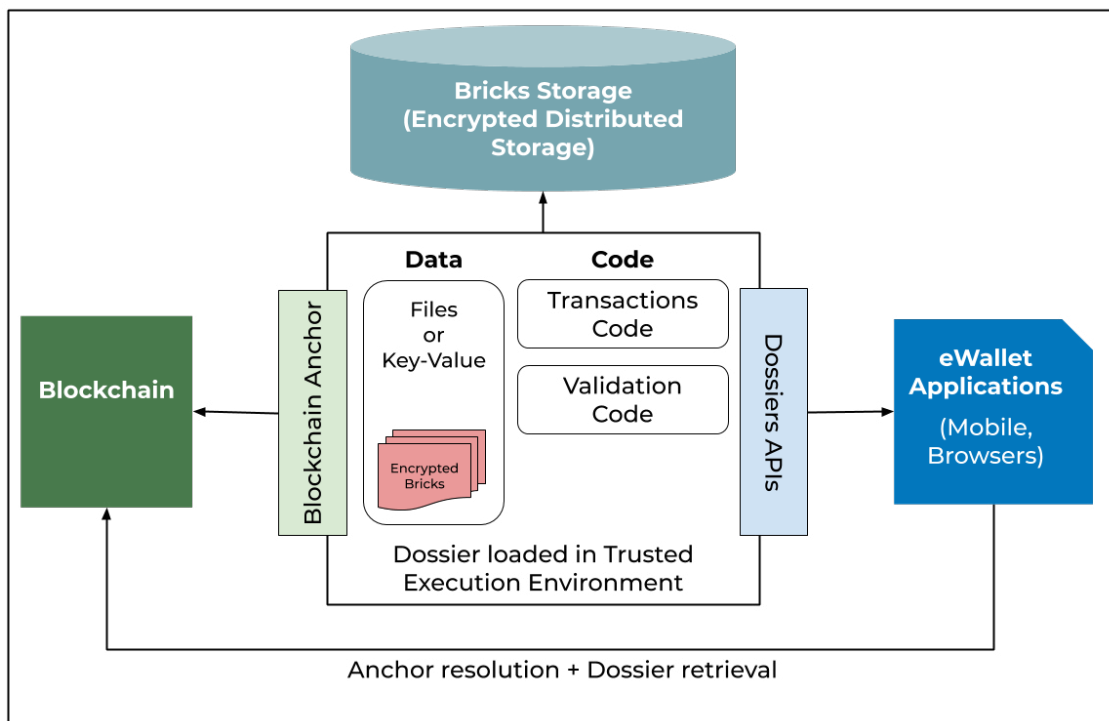 Bricks Storage
(Encrypted Distributed
Storage)
Data
Code
Files
or
Key-Value
Encrypted
Bricks
Transactions
Code
Validation
Code
Blockchain Anchor
Dossiers APIs
Blockchain
eWallet
Applications
(Mobile,
Browsers)
Dossier loaded in Trusted
Execution Environment
Anchor resolution + Dossier retrieval